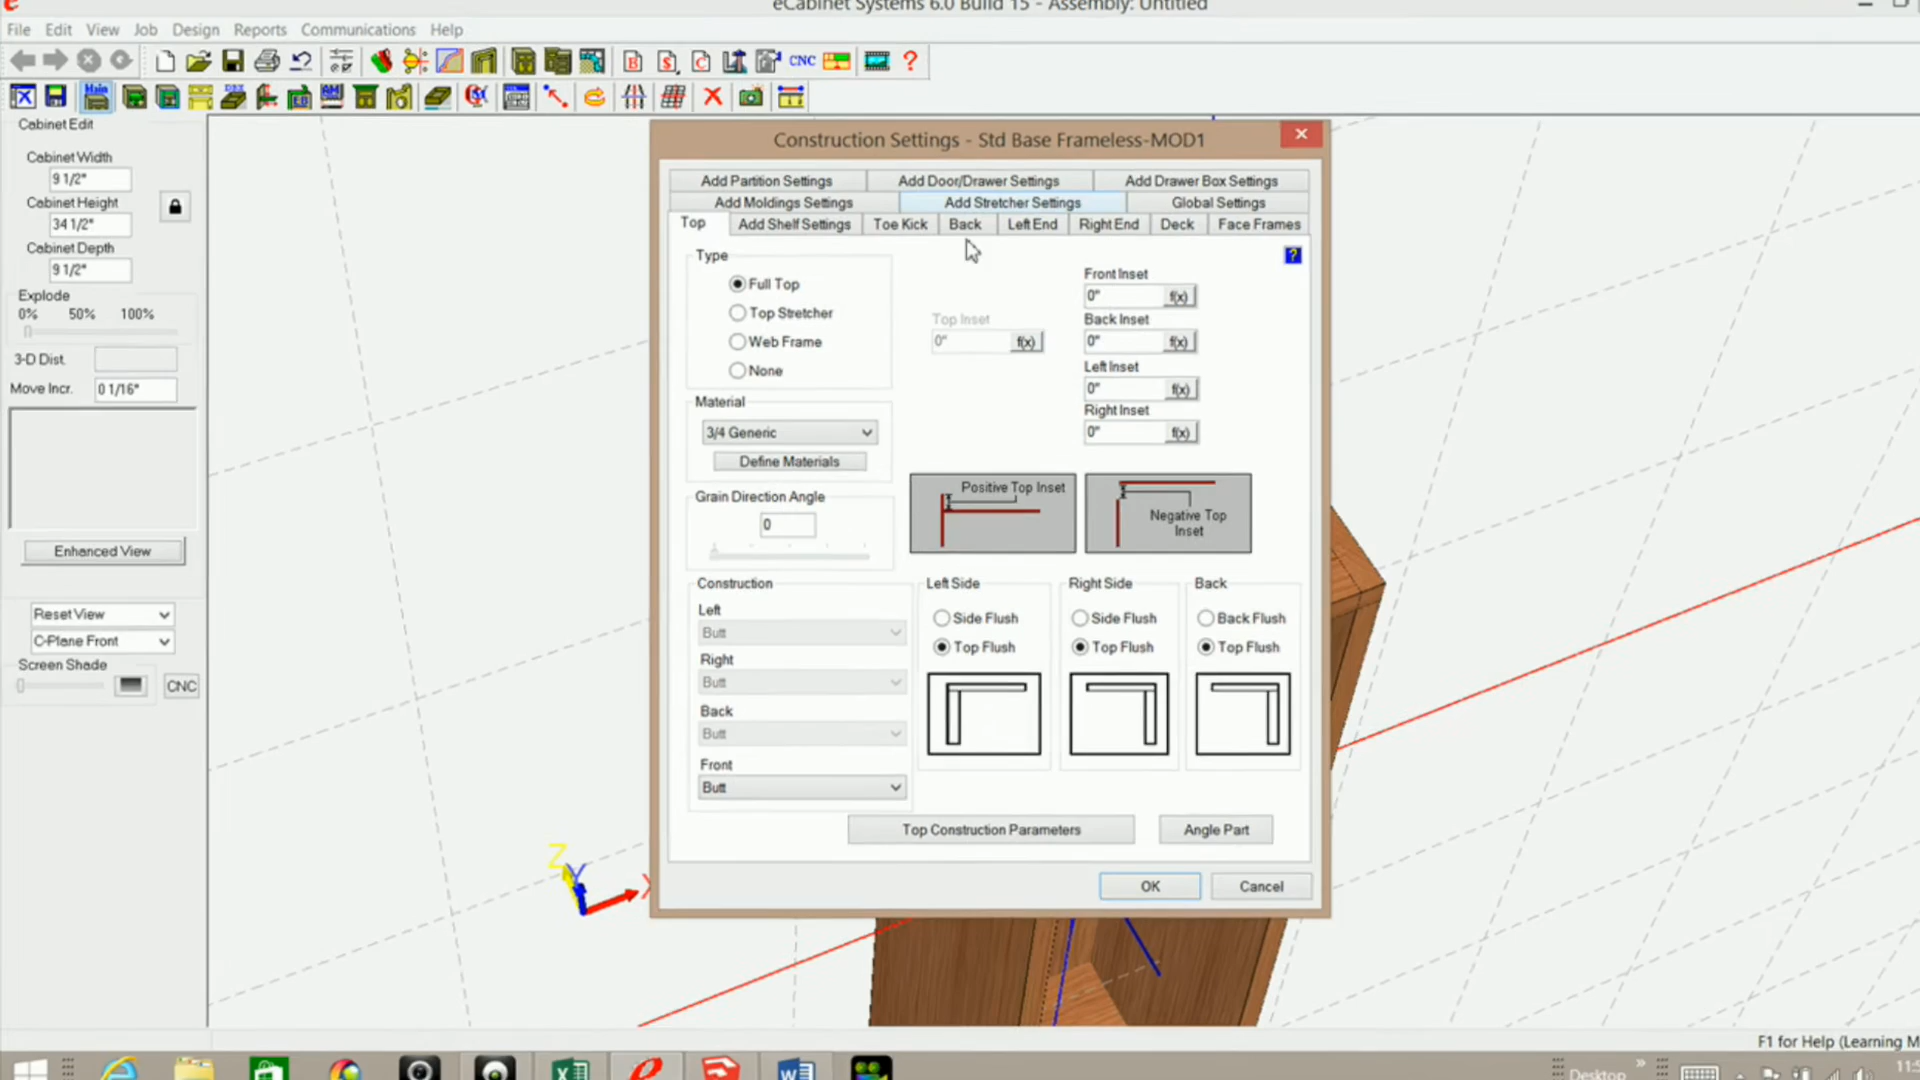 eCabinet Systems 6.0 Build 15 - Assembly: Untitled
File Edit View Job Design Reports Communications Help
CNC
Main
Cabinet Edit
Cabinet Width
9 1/2"
Cabinet Height
34 1/2"
Cabinet Depth
9 1/2"
Explode
0% 50% 100%
3-D Dist.
Move Incr. 0 1/16"
Enhanced View
Reset View
C-Plane Front
Screen Shade
CNC
Construction Settings - Std Base Frameless-MOD1
Add Partition Settings Add Door/Drawer Settings Add Drawer Box Settings
Add Moldings Settings Add Stretcher Settings Global Settings
Top Add Shelf Settings Toe Kick Back Left End Right End Deck Face Frames
Type
Full Top
Top Stretcher
Web Frame
None
Top Inset
0" f(x)
Front Inset
0" f(x)
Back Inset
0" f(x)
Left Inset
0" f(x)
Right Inset
0" f(x)
Material
3/4 Generic
Define Materials
Grain Direction Angle
0
Positive Top Inset
Negative Top
Inset
Construction
Left
Butt
Right
Butt
Back
Butt
Front
Butt
Left Side
Side Flush
Top Flush
Right Side
Side Flush
Top Flush
Back
Back Flush
Top Flush
Top Construction Parameters
Angle Part
OK
Cancel
Z
Y
X
F1 for Help (Learning M
Desktop